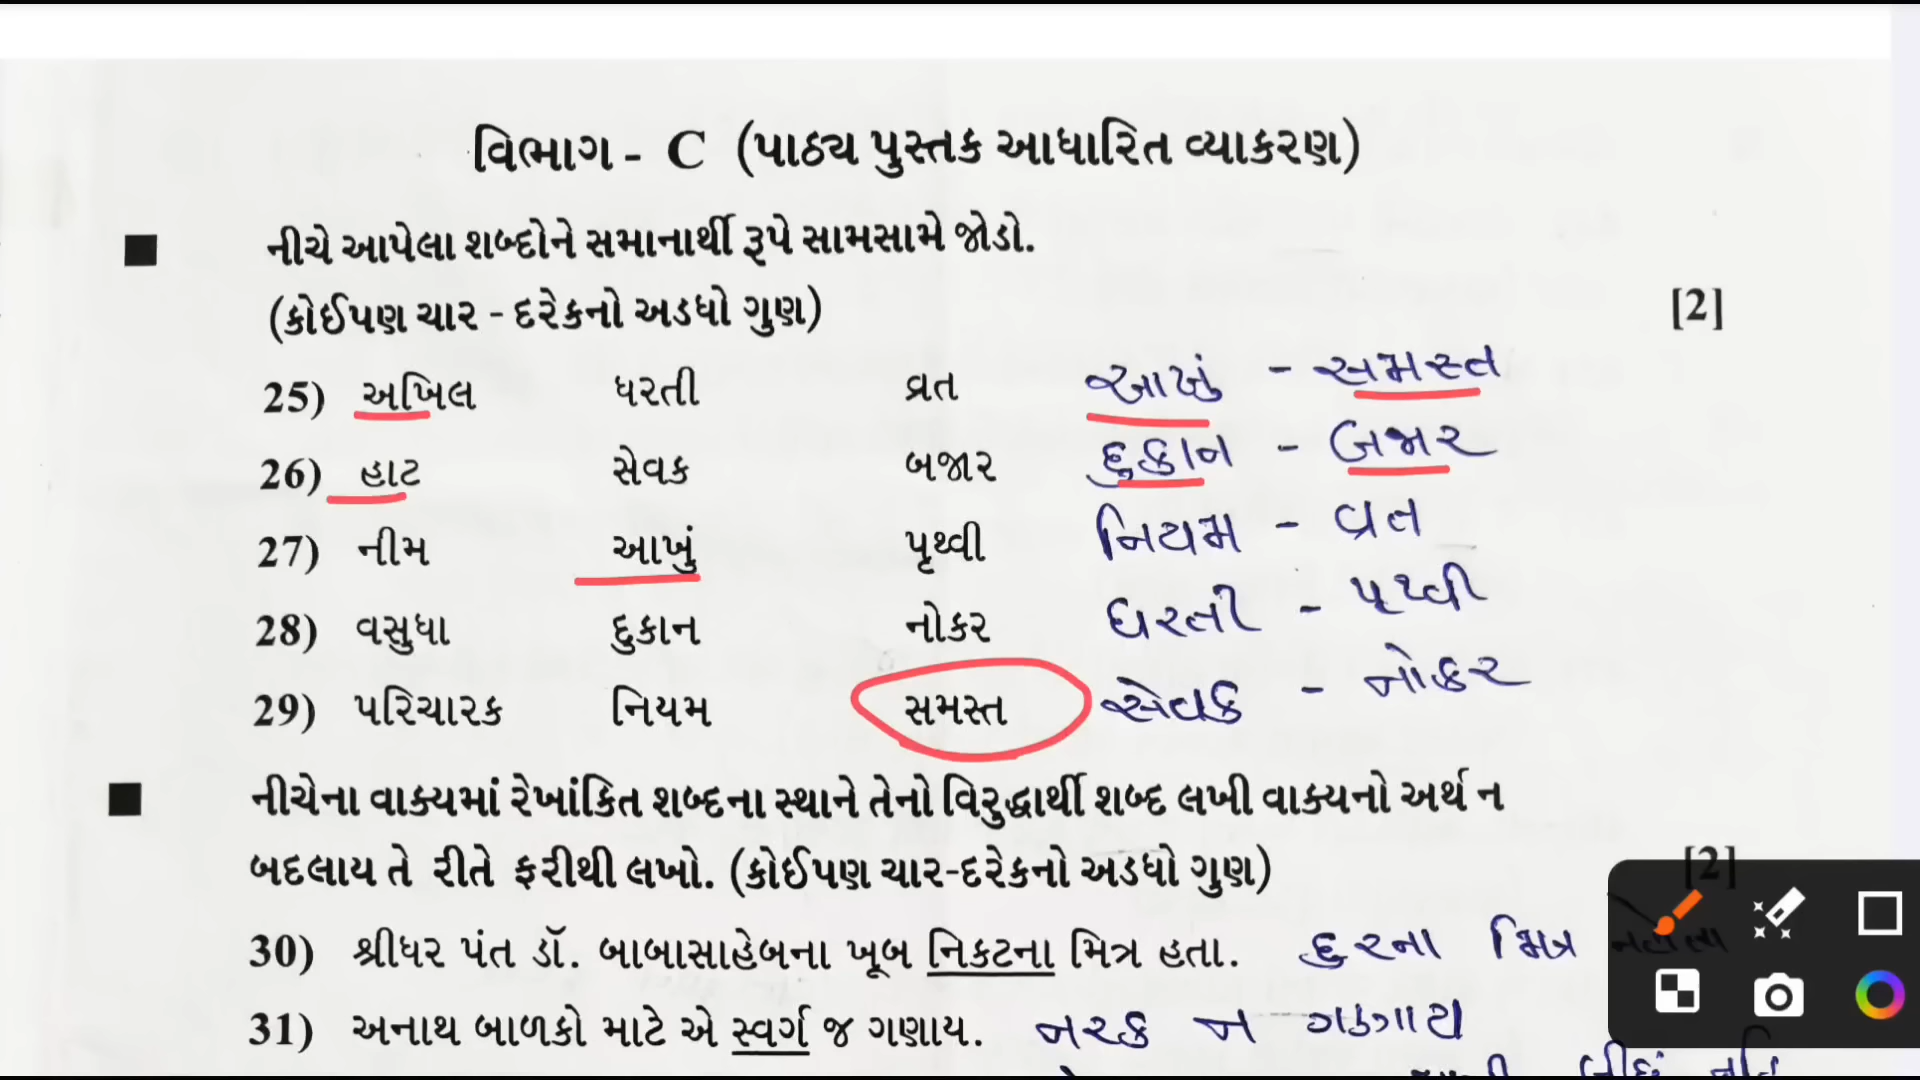 વિભાગ - C (પાઠ્ય પુસ્તક આધારિત વ્યાકરણ)
નીચે આપેલા શબ્દોને સમાનાર્થી રૂપે સામસામે જોડો.
(કોઈપણ ચાર - દરેકનો અડધો ગુણ) [2]
25) અખિલ ધરતી વ્રત આખું - સમસ્ત
26) હાટ સેવક બજાર દુકાન - બજાર
27) નીમ આખું પૃથ્વી નિયમ - વ્રત
28) વસુધા દુકાન નોકર ધરતી - પૃથ્વી
29) પરિચારક નિયમ સમસ્ત સેવક - નોકર
નીચેના વાક્યમાં રેખાંકિત શબ્દના સ્થાને તેનો વિરુદ્ધાર્થી શબ્દ લખી વાક્યનો અર્થ ન
બદલાય તે રીતે ફરીથી લખો. (કોઈપણ ચાર-દરેકનો અડધો ગુણ) [2]
30) શ્રીધર પંત ડૉ. બાબાસાહેબના ખૂબ નિકટના મિત્ર હતા. દુરના મિત્ર
31) અનાથ બાળકો માટે એ સ્વર્ગ જ ગણાય. નરક ન ગણાય